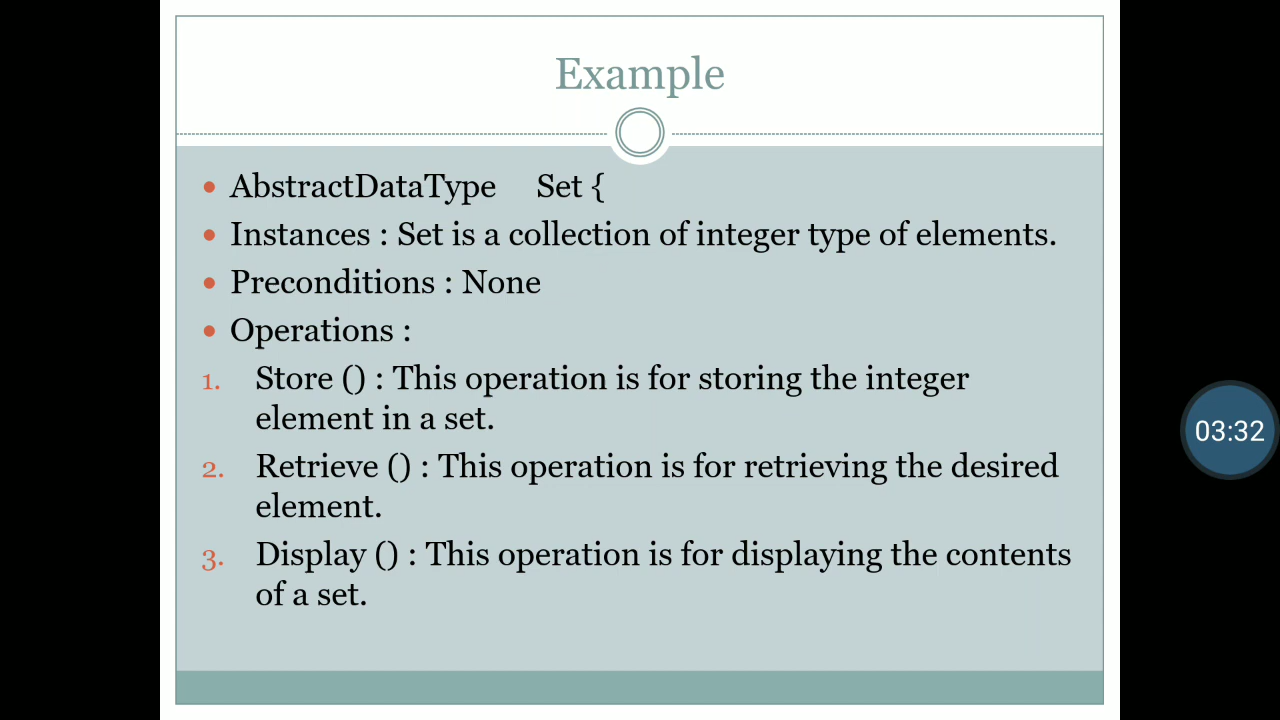 Example
• AbstractDataType Set {
• Instances : Set is a collection of integer type of elements.
• Preconditions : None
• Operations :
1. Store () : This operation is for storing the integer
element in a set.
2. Retrieve () : This operation is for retrieving the desired
element.
3. Display () : This operation is for displaying the contents
of a set.
03:32